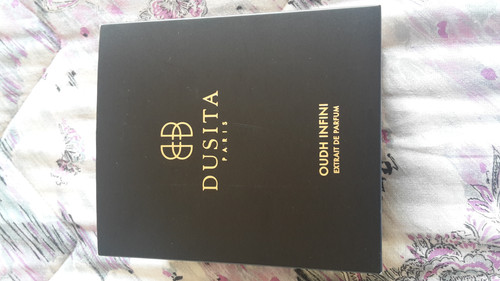 DUSITA
PARIS
OUDH INFINI
EXTRAIT DE PARFUM